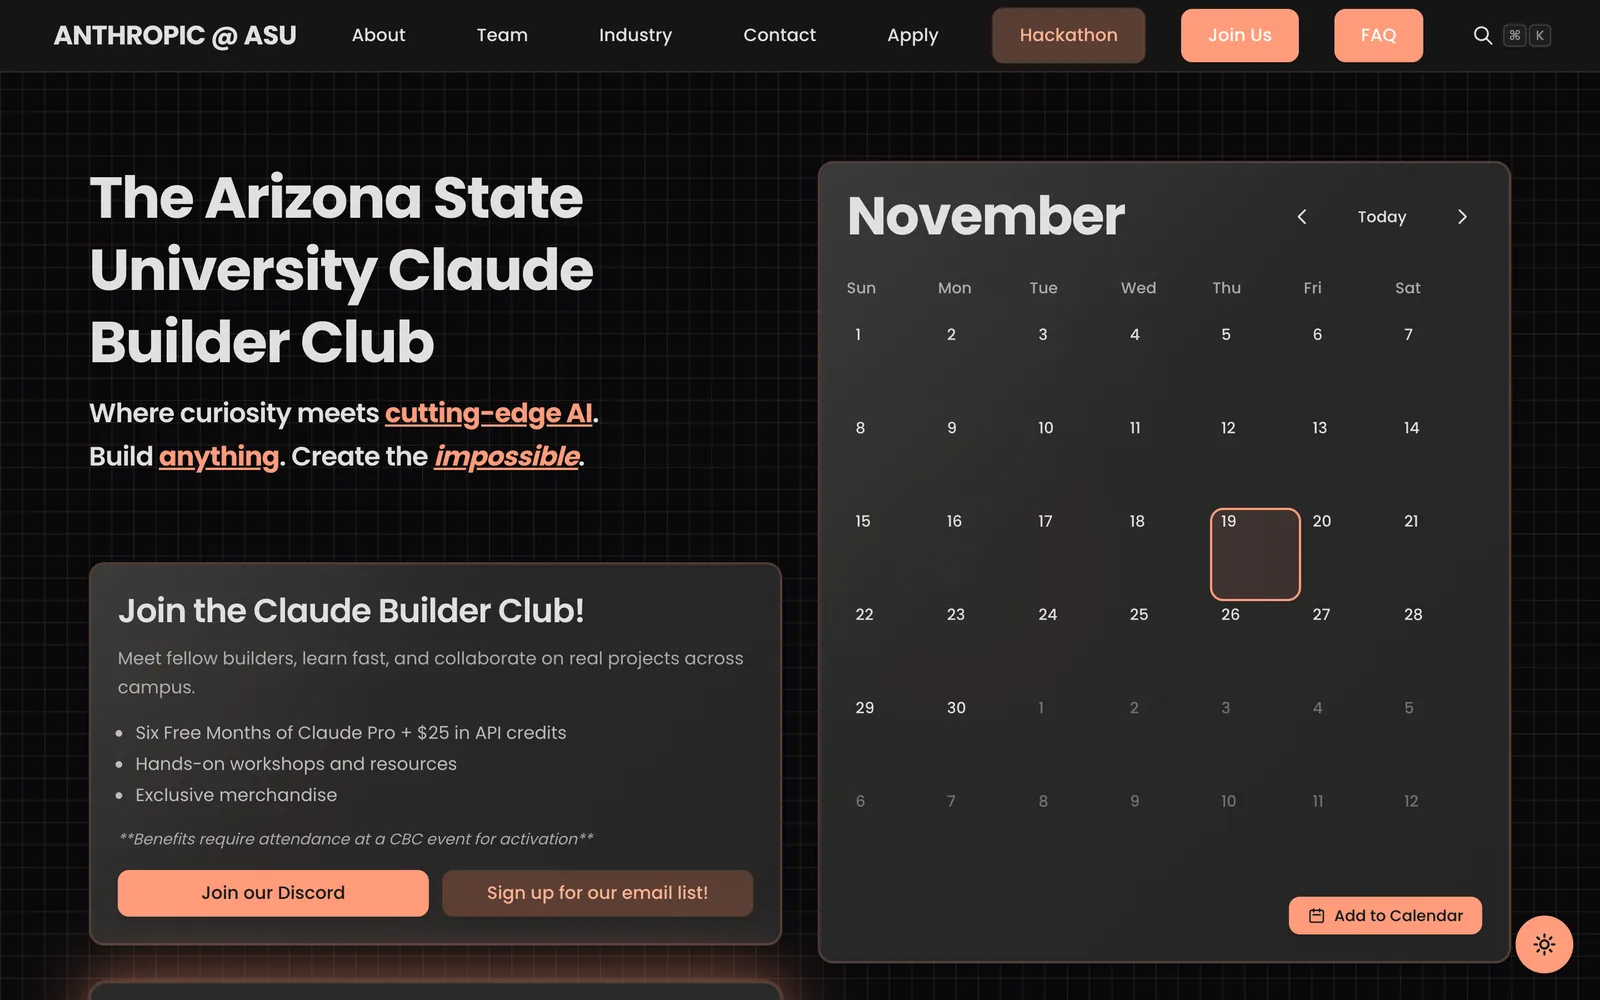 ANTHROPIC @ ASU About Team Industry Contact Apply Hackathon Join Us FAQ ⌘ K
The Arizona State
University Claude
Builder Club
Where curiosity meets cutting-edge AI.
Build anything. Create the impossible.
Join the Claude Builder Club!
Meet fellow builders, learn fast, and collaborate on real projects across
campus.
• Six Free Months of Claude Pro + $25 in API credits
• Hands-on workshops and resources
• Exclusive merchandise
**Benefits require attendance at a CBC event for activation**
Join our Discord Sign up for our email list!
November Today
Sun Mon Tue Wed Thu Fri Sat
1 2 3 4 5 6 7
8 9 10 11 12 13 14
15 16 17 18 19 20 21
22 23 24 25 26 27 28
29 30 1 2 3 4 5
6 7 8 9 10 11 12
Add to Calendar